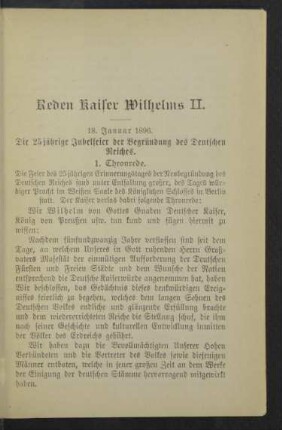 Reden Kaiser Wilhelms II.
18. Januar 1896.
Die 25jährige Jubelfeier der Begründung des Deutschen
Reiches.
1. Thronrede.
Die Feier des 25jährigen Erinnerungstages der Neubegründung des
Deutschen Reiches fand unter Entfaltung großer, des Tages wür-
diger Pracht im Weißen Saale des Königlichen Schlosses in Berlin
statt. Der Kaiser verlas dabei folgende Thronrede:
Wir Wilhelm von Gottes Gnaden Deutscher Kaiser,
König von Preußen usw. tun kund und fügen hiermit zu
wissen:
Nachdem fünfundzwanzig Jahre verflossen sind seit dem
Tage, an welchem Unseres in Gott ruhenden Herrn Groß-
vaters Majestät der einmütigen Aufforderung der Deutschen
Fürsten und Freien Städte und dem Wunsche der Nation
entsprechend die Deutsche Kaiserwürde angenommen hat, haben
Wir beschlossen, das Gedächtnis dieses denkwürdigen Ereig-
nisses feierlich zu begehen, welches dem langen Sehnen des
Deutschen Volkes endliche und glänzende Erfüllung brachte
und dem wiedererrichteten Reiche die Stellung schuf, die ihm
nach seiner Geschichte und kulturellen Entwicklung inmitten
der Völker des Erdreichs gebührt.
Wir haben dazu die Bevollmächtigten Unserer Hohen
Verbündeten und die Vertreter des Volkes sowie diejenigen
Männer entboten, welche in jener großen Zeit an dem Werke
der Einigung der deutschen Stämme hervorragend mitgewirkt
haben.